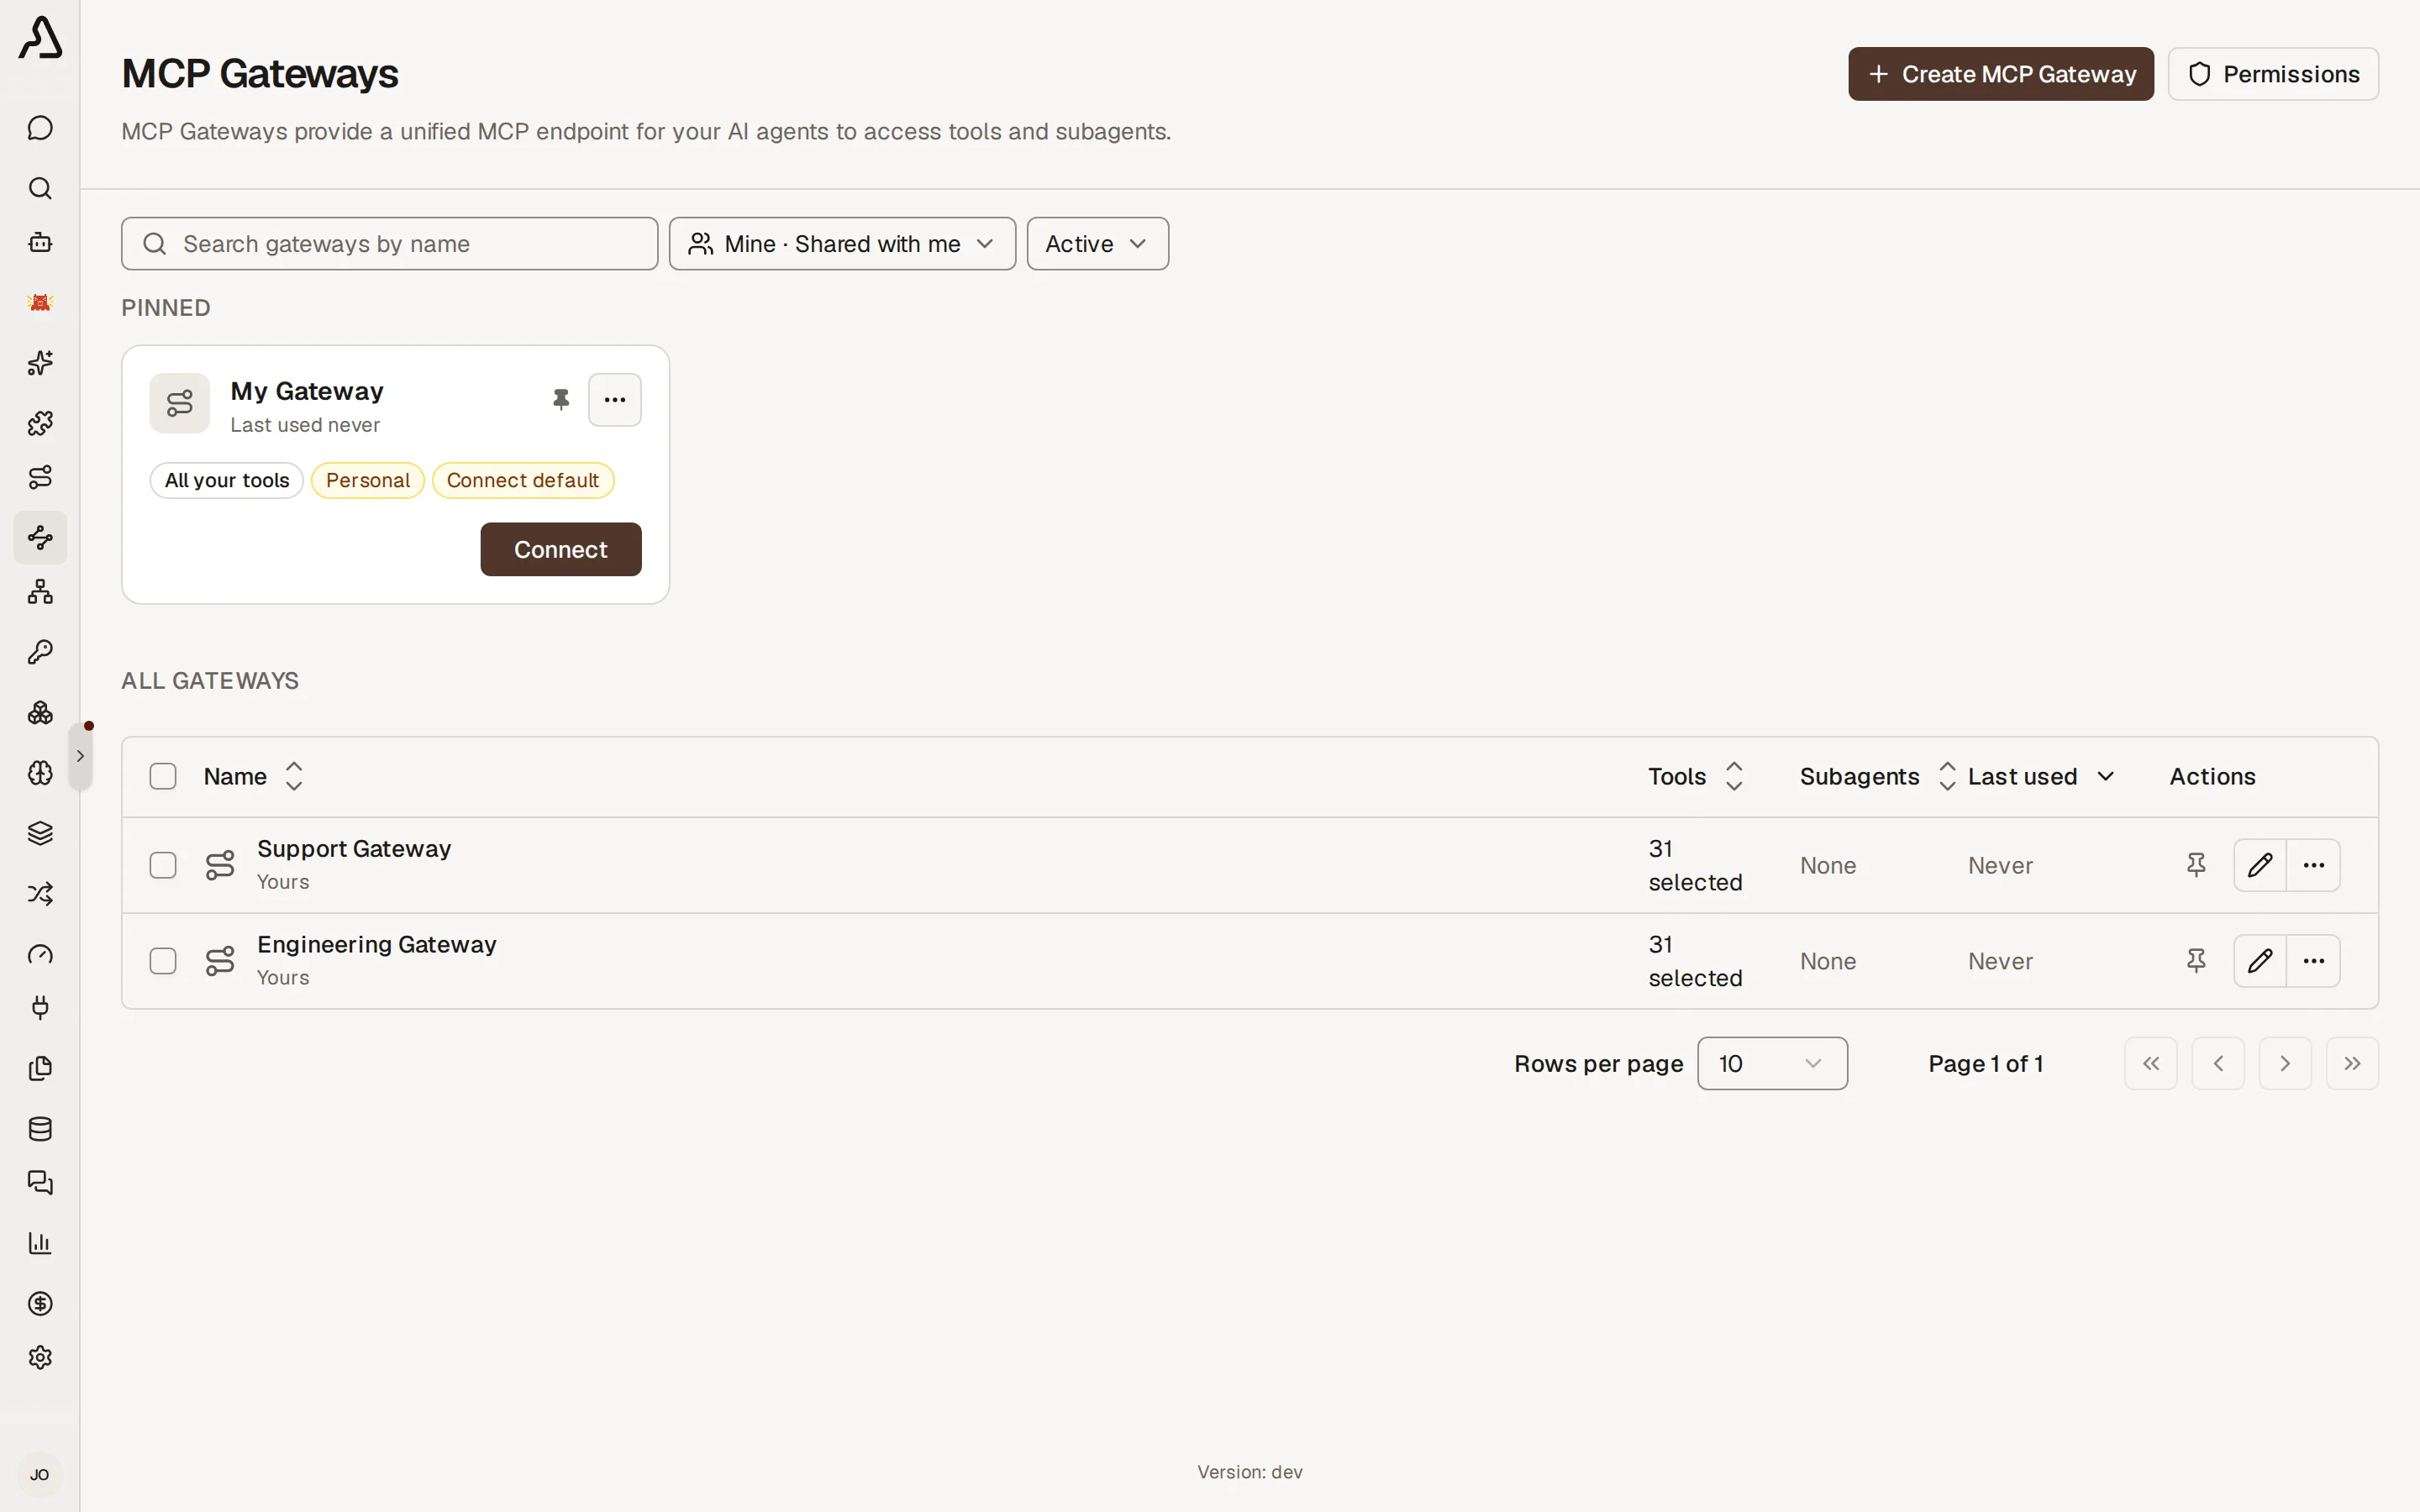 MCP Gateways
Create MCP Gateway
Permissions
MCP Gateways provide a unified MCP endpoint for your AI agents to access tools and subagents.
Search gateways by name
Mine · Shared with me
Active
PINNED
My Gateway
Last used never
All your tools
Personal
Connect default
Connect
ALL GATEWAYS
Name
Tools
Subagents
Last used
Actions
Support Gateway
Yours
31
selected
None
Never
Engineering Gateway
Yours
31
selected
None
Never
Rows per page
10
Page 1 of 1
JO
Version: dev